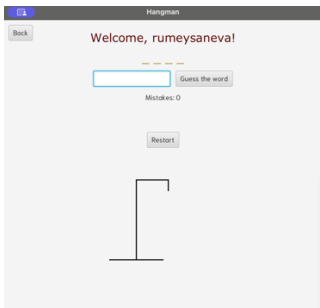 Hangman
Back
Welcome, rumeysaneva!
_ _ _ _
Guess the word
Mistakes: 0
Restart